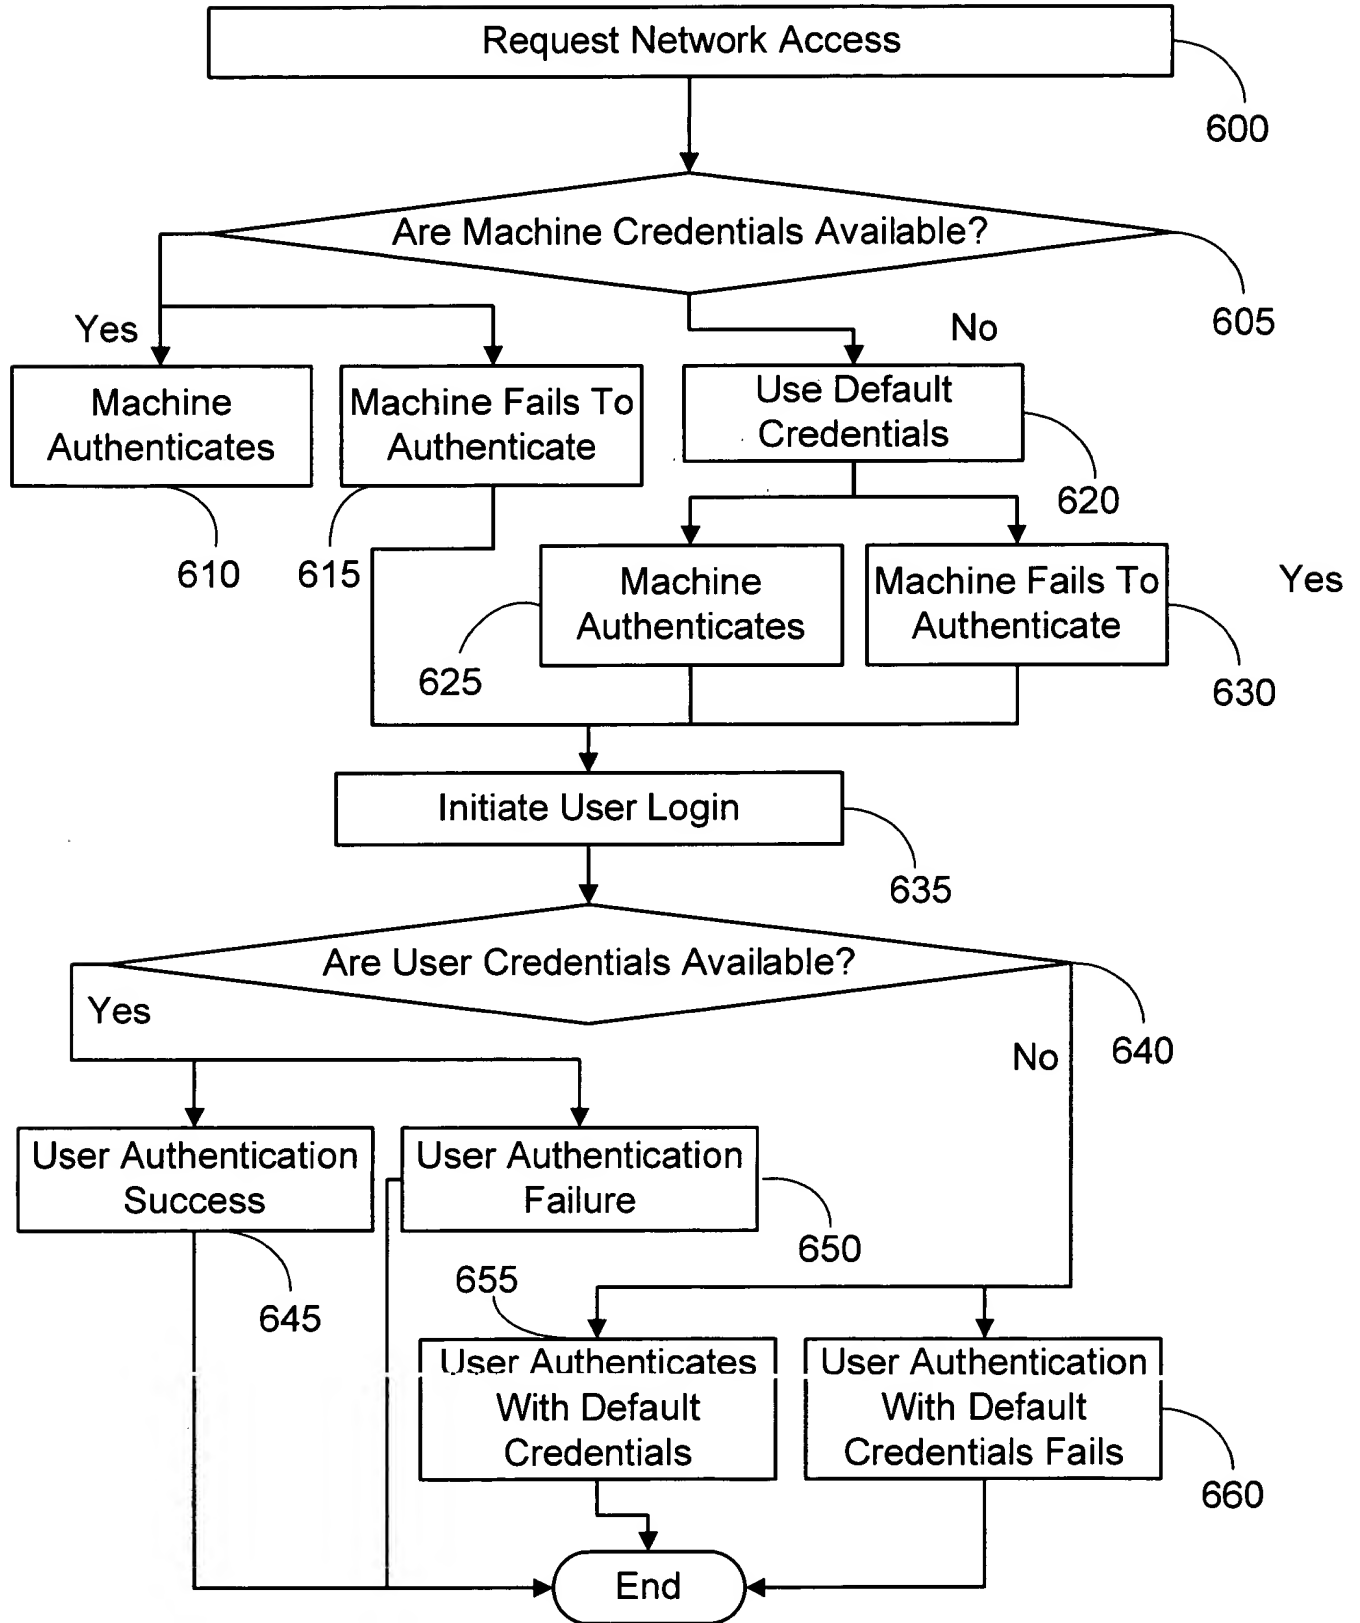 Request Network Access
600
Are Machine Credentials Available?
605
Yes
No
Machine
Authenticates
610
Machine Fails To
Authenticate
615
Use Default
Credentials
620
Machine
Authenticates
625
Machine Fails To
Authenticate
630
Yes
Initiate User Login
635
Are User Credentials Available?
640
Yes
No
User Authentication
Success
645
User Authentication
Failure
650
655
User Authenticates
With Default
Credentials
User Authentication
With Default
Credentials Fails
660
End